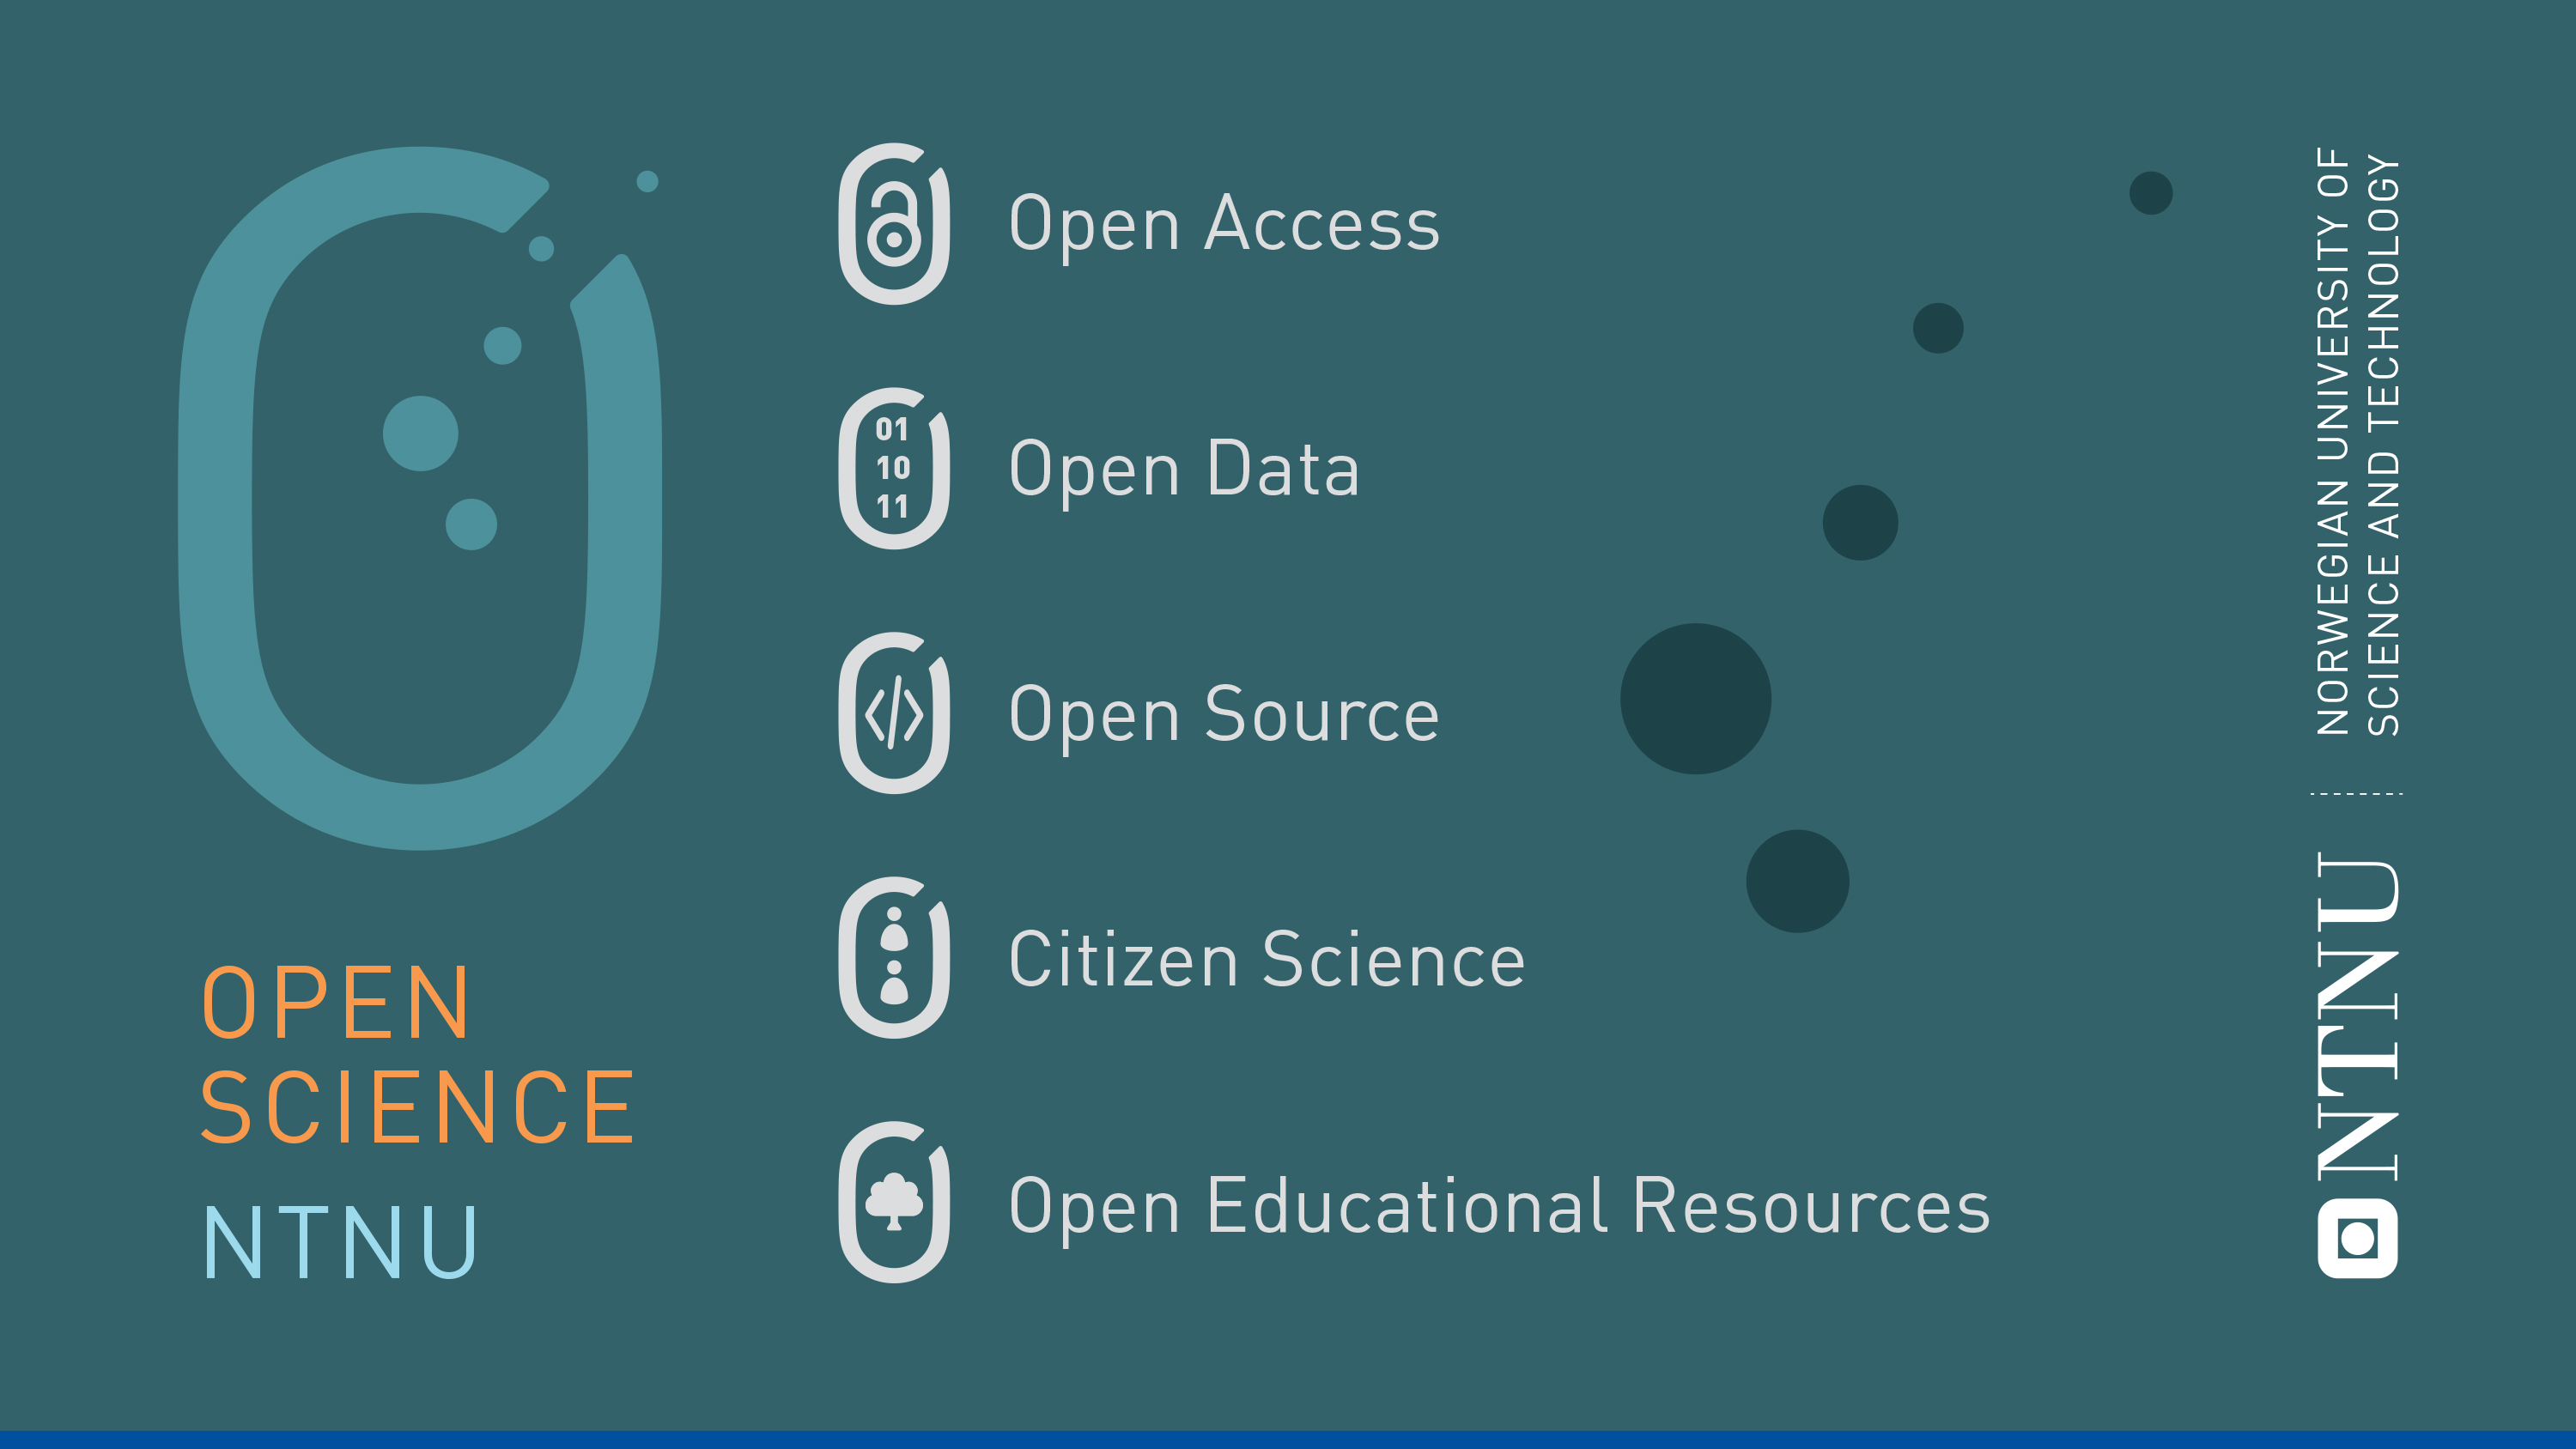 OPEN
SCIENCE
NTNU
Open Access
01
10
11
Open Data
</>
Open Source
Citizen Science
Open Educational Resources
NORWEGIAN UNIVERSITY OF
SCIENCE AND TECHNOLOGY
NTNU